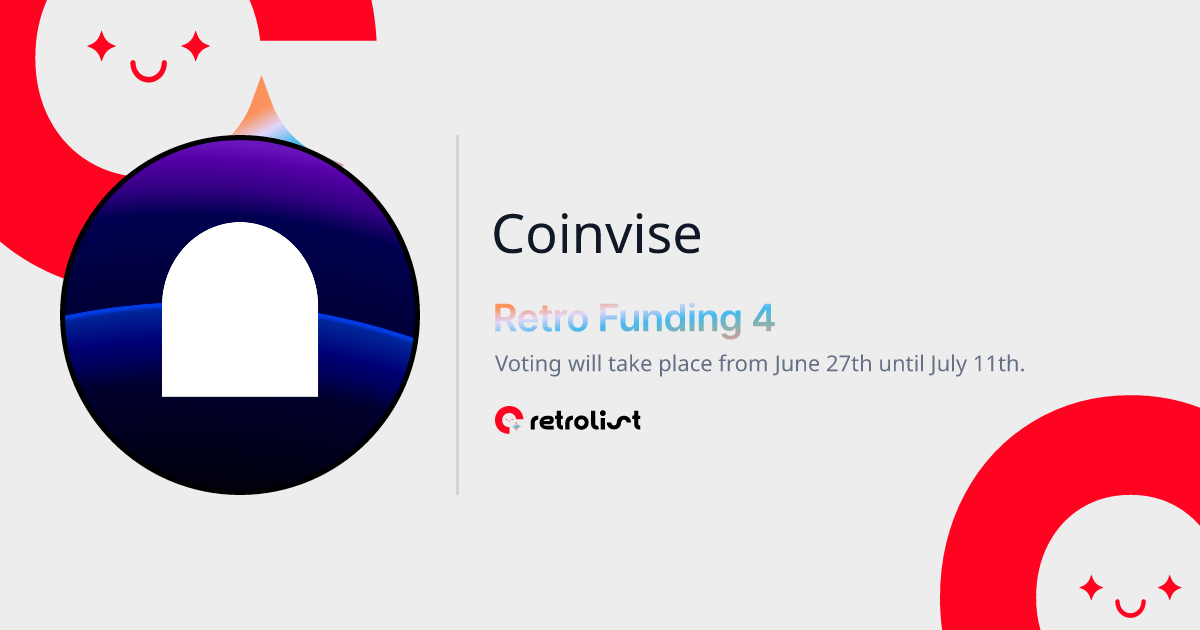 Coinvise
Retro Funding 4
Voting will take place from June 27th until July 11th.
retrolist